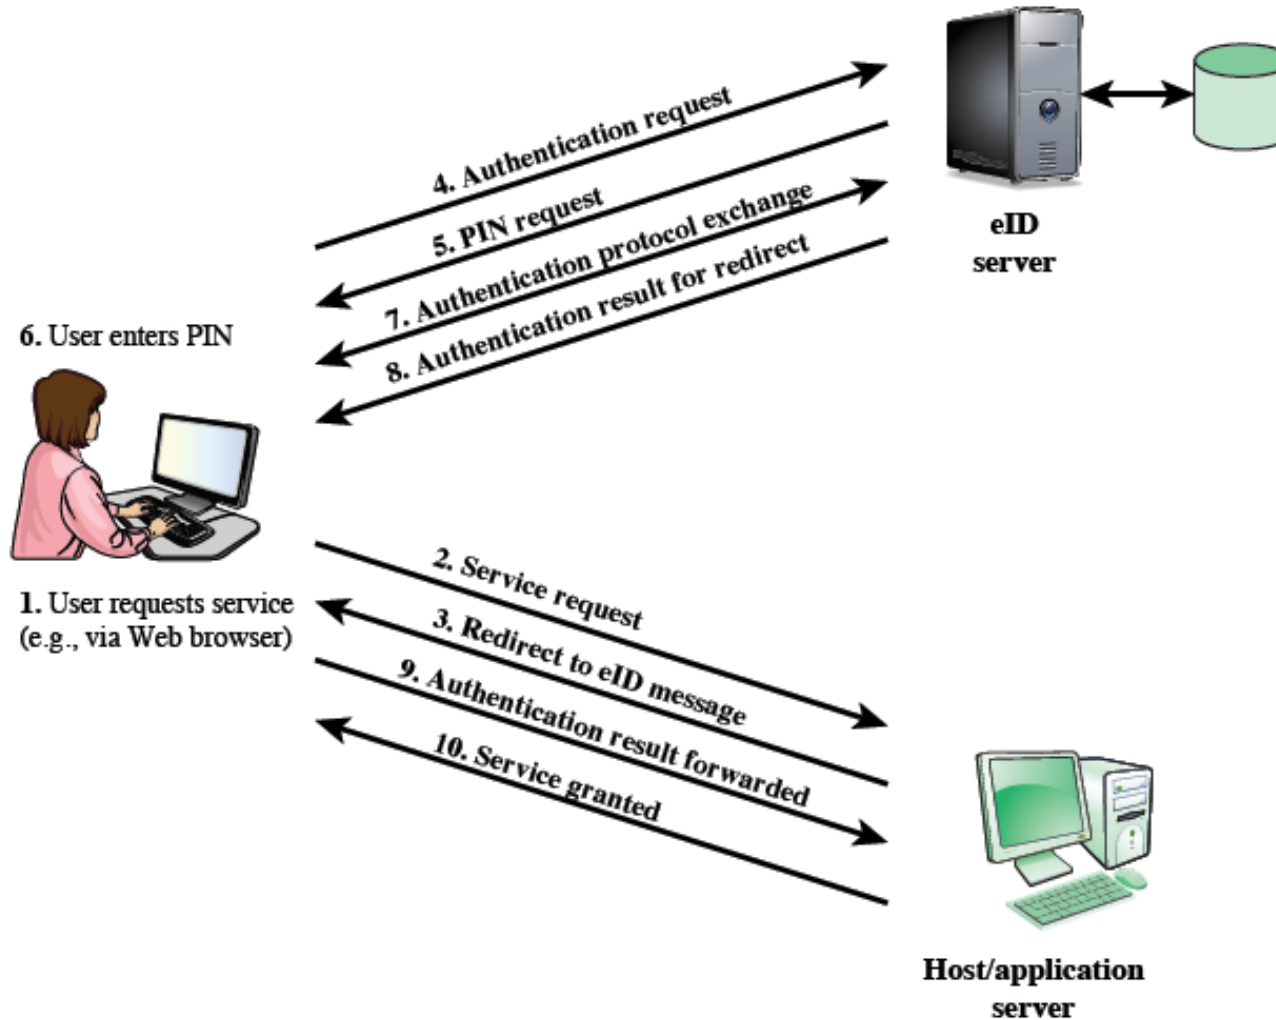 4. Authentication request
5. PIN request
7. Authentication protocol exchange
8. Authentication result for redirect
eID
server
6. User enters PIN
1. User requests service
(e.g., via Web browser)
2. Service request
3. Redirect to eID message
9. Authentication result forwarded
10. Service granted
Host/application
server